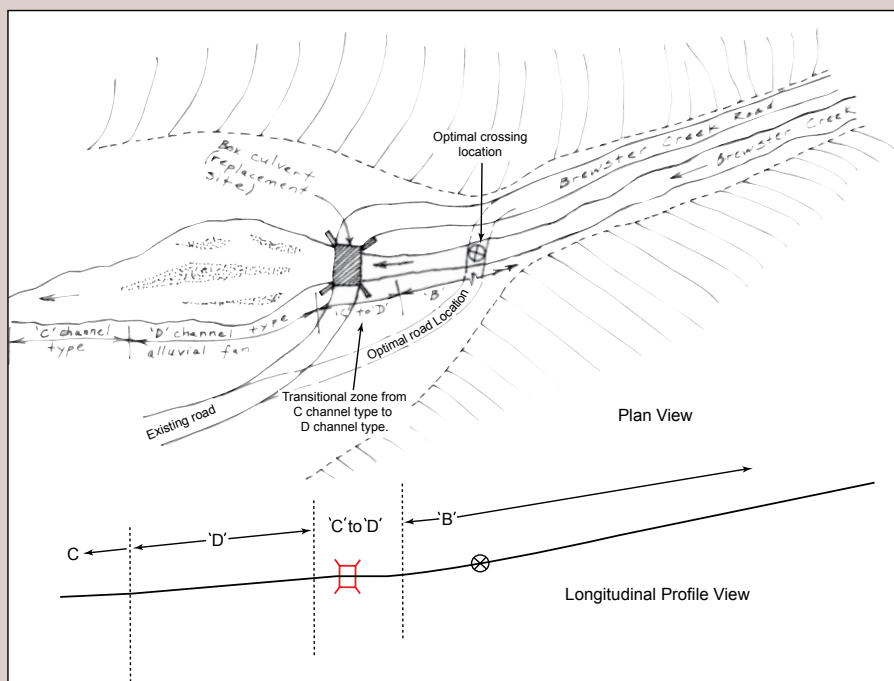 Optimal crossing
location
Box culvert
(replacement
site)
Brewster Creek Road
Brewster Creek
'C' channel
type
'D' channel type
alluvial fan
'C' to 'D'
'B'
Optimal road Location
Existing road
Transitional zone from
C channel type to
D channel type.
Plan View
C
'D'
'C' to 'D'
'B'
Longitudinal Profile View